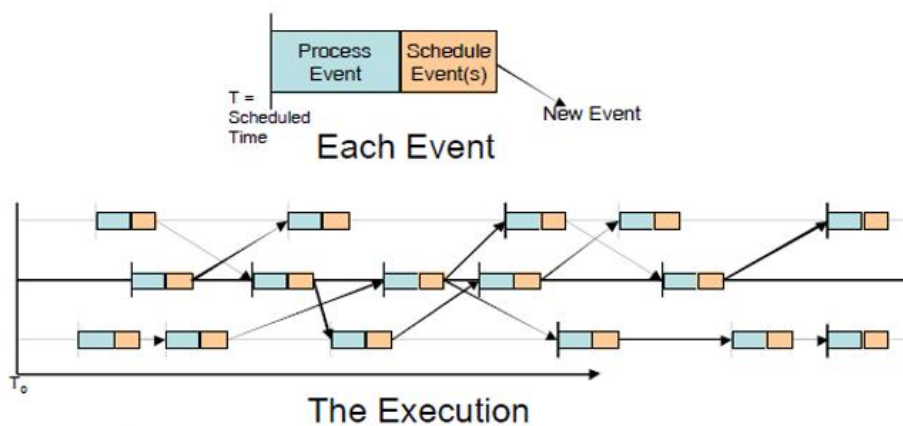 Process
Event
Schedule
Event(s)
T =
Scheduled
Time
New Event
Each Event
T0
The Execution